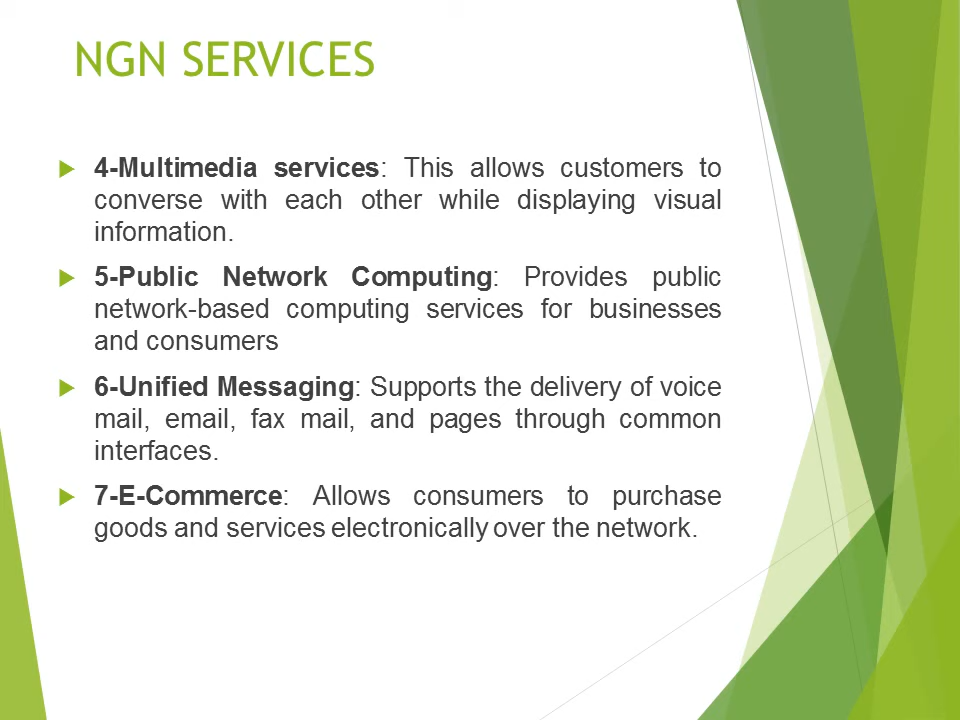 NGN SERVICES
4-Multimedia services: This allows customers to
converse with each other while displaying visual
information.
5-Public Network Computing: Provides public
network-based computing services for businesses
and consumers
6-Unified Messaging: Supports the delivery of voice
mail, email, fax mail, and pages through common
interfaces.
7-E-Commerce: Allows consumers to purchase
goods and services electronically over the network.